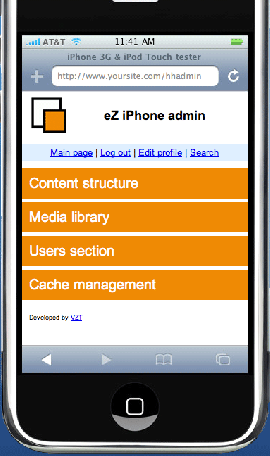 AT&T 11:41 AM
iPhone 3G & iPod Touch tester
http://www.yoursite.com/hhadmin
eZ iPhone admin
Main page | Log out | Edit profile | Search
Content structure
Media library
Users section
Cache management
Developed by VZT